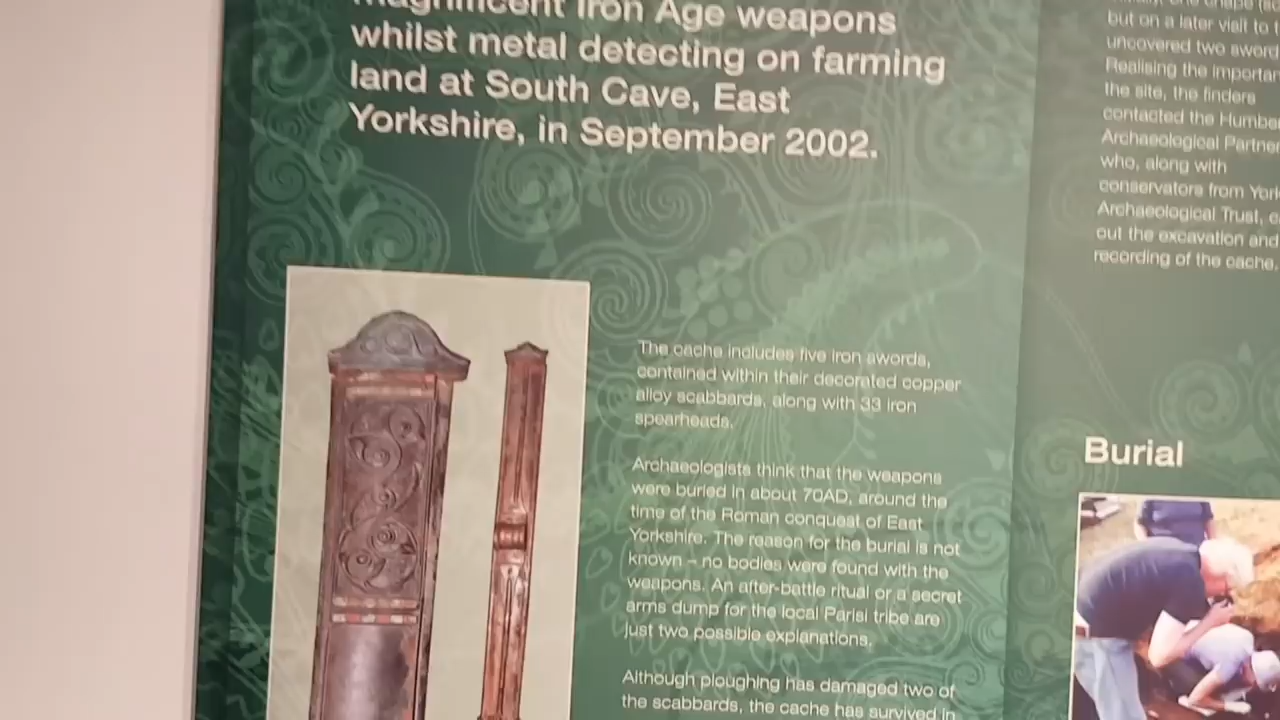 magnificent Iron Age weapons
whilst metal detecting on farming
land at South Cave, East
Yorkshire, in September 2002.
The cache includes five iron swords,
contained within their decorated copper
alloy scabbards, along with 33 iron
spearheads.
Archaeologists think that the weapons
were buried in about 70AD, around the
time of the Roman conquest of East
Yorkshire. The reason for the burial is not
known – no bodies were found with the
weapons. An after-battle ritual or a secret
arms dump for the local Parisi tribe are
just two possible explanations.
Although ploughing has damaged two of
the scabbards, the cache has survived in
but on a later visit to
uncovered two
Realising the
the site, the finders
contacted the
Archaeological
who, along with
conservators from
Archaeological Trust,
out the excavation and
recording of the cache.
Burial